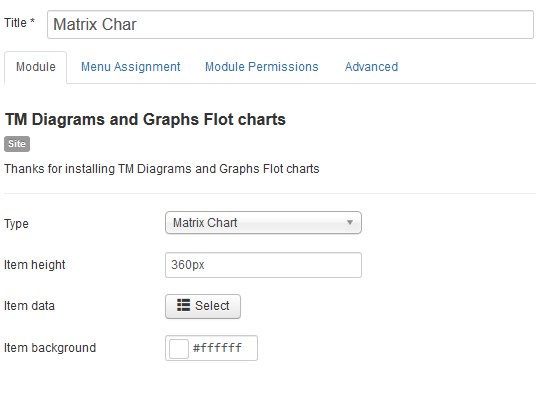 Title * Matrix Char
Module Menu Assignment Module Permissions Advanced
TM Diagrams and Graphs Flot charts
Site
Thanks for installing TM Diagrams and Graphs Flot charts
Type Matrix Chart
Item height 360px
Item data Select
Item background #ffffff